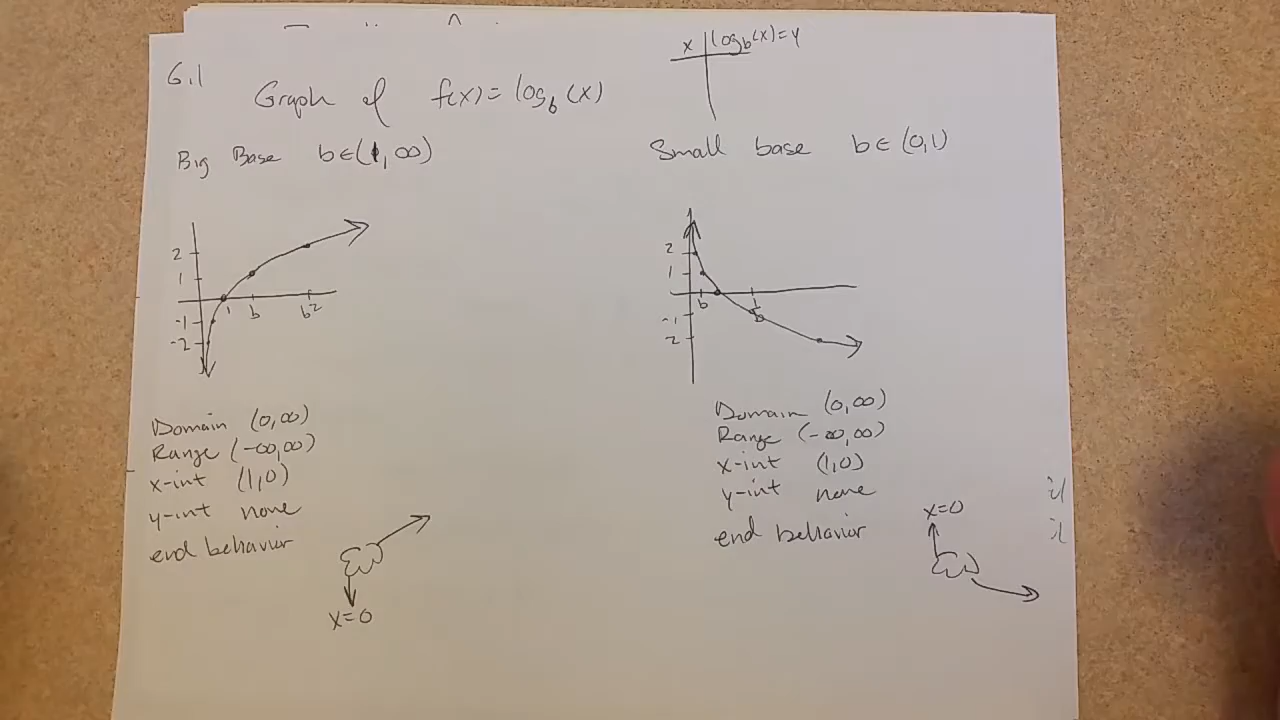 6.1
Graph of f(x) = log_b(x)
x | log_b(x) = y
Big Base b∈(1,∞)
2
1
-1
-2
1 b b²
Domain (0,∞)
Range (-∞,∞)
x-int (1,0)
y-int none
end behavior
x=0
Small base b∈(0,1)
2
1
-1
-2
b 1/b
Domain (0,∞)
Range (-∞,∞)
x-int (1,0)
y-int none
end behavior
x=0